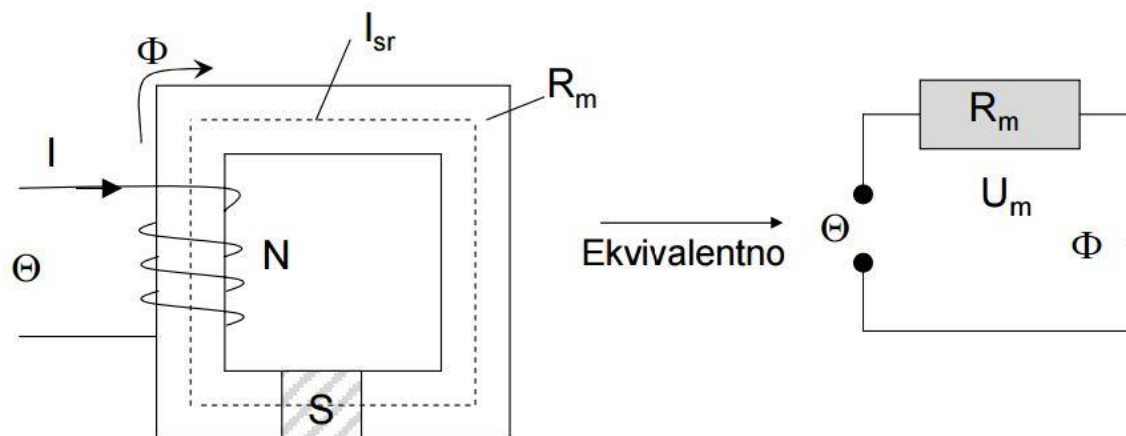 Φ
I_sr
R_m
I
Θ
N
S
Ekvivalentno
R_m
U_m
Θ
Φ